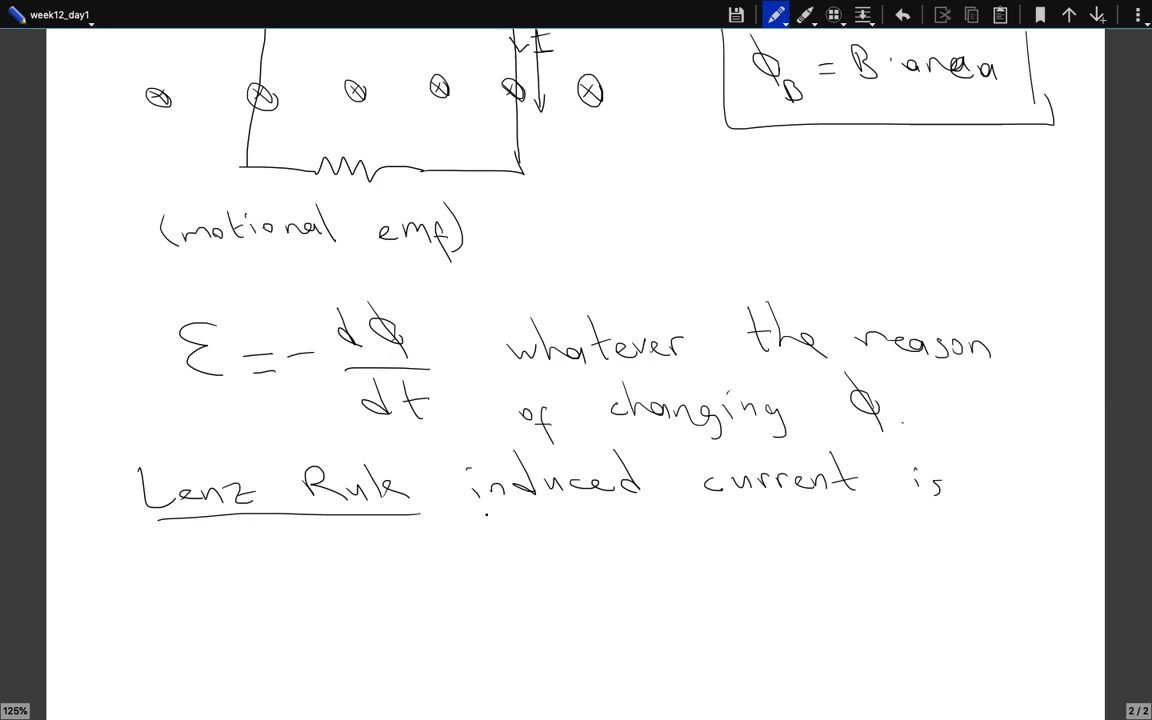 week12_day1
I
ϕ_B = B · area
(motional emf)
ℰ = - dϕ/dt whatever the reason
of changing ϕ.
Lenz Rule induced current is
125%
2 / 2